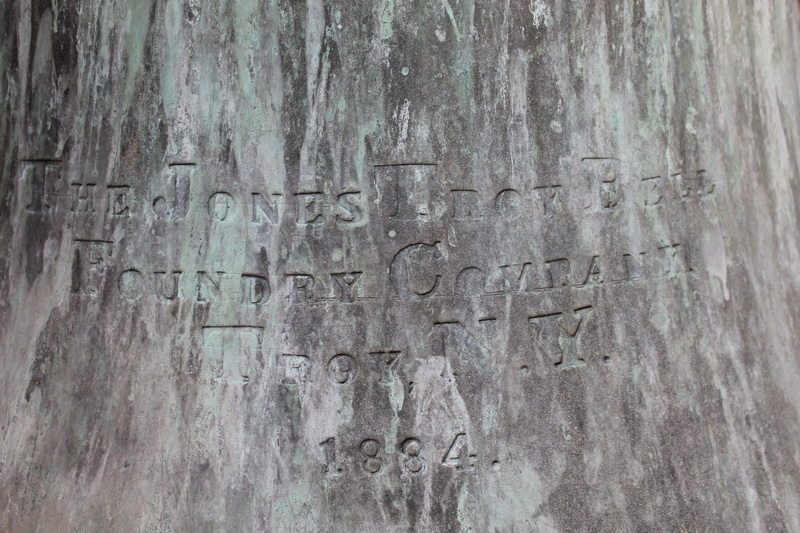 THE JONES TROY BELL
FOUNDRY COMPANY
TROY, N.Y.
1884.